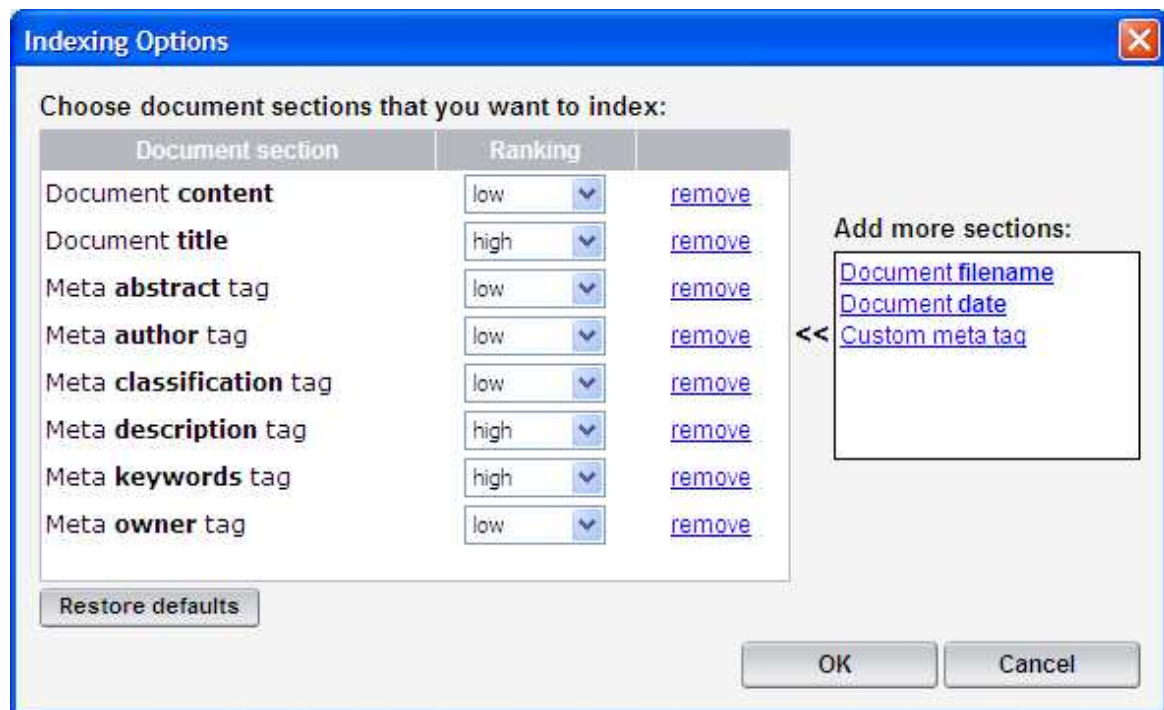 Indexing Options
Choose document sections that you want to index:
Document section Ranking
Document content low remove
Document title high remove
Meta abstract tag low remove
Meta author tag low remove
Meta classification tag low remove
Meta description tag high remove
Meta keywords tag high remove
Meta owner tag low remove
Add more sections:
Document filename
Document date
<< Custom meta tag
Restore defaults
OK Cancel